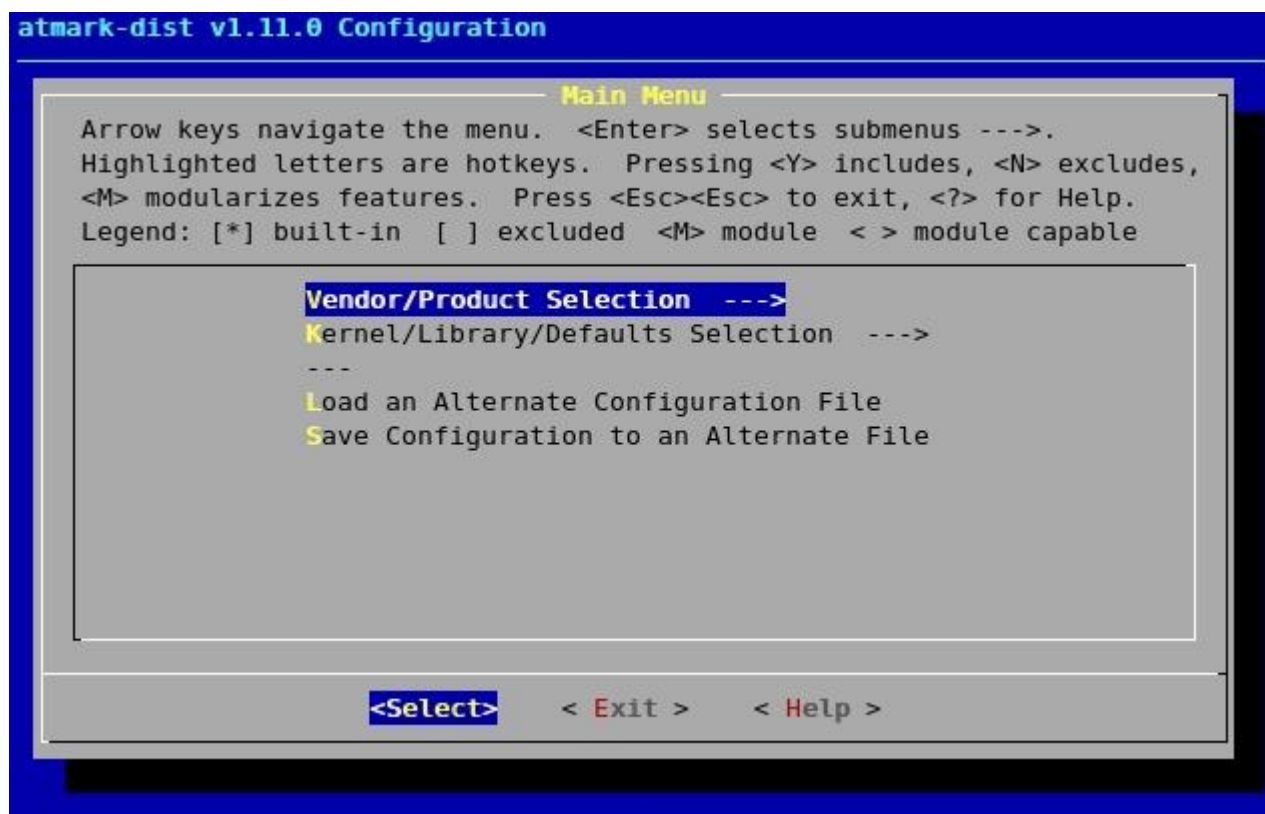 atmark-dist v1.11.0 Configuration
Main Menu
Arrow keys navigate the menu.  <Enter> selects submenus --->.
Highlighted letters are hotkeys.  Pressing <Y> includes, <N> excludes,
<M> modularizes features.  Press <Esc><Esc> to exit, <?> for Help.
Legend: [*] built-in  [ ] excluded  <M> module  < > module capable
Vendor/Product Selection  --->
Kernel/Library/Defaults Selection  --->
---
Load an Alternate Configuration File
Save Configuration to an Alternate File
<Select>    < Exit >    < Help >